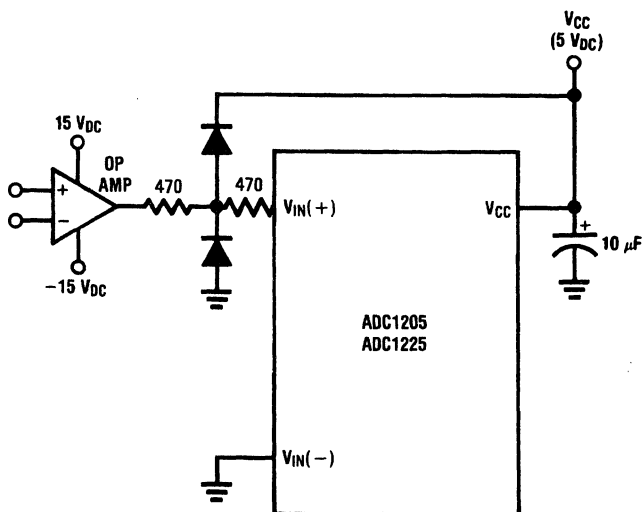 VCC
(5 VDC)
15 VDC
OP
AMP
470
470
+
−
−15 VDC
VIN(+)
VCC
+
10 µF
ADC1205
ADC1225
VIN(−)